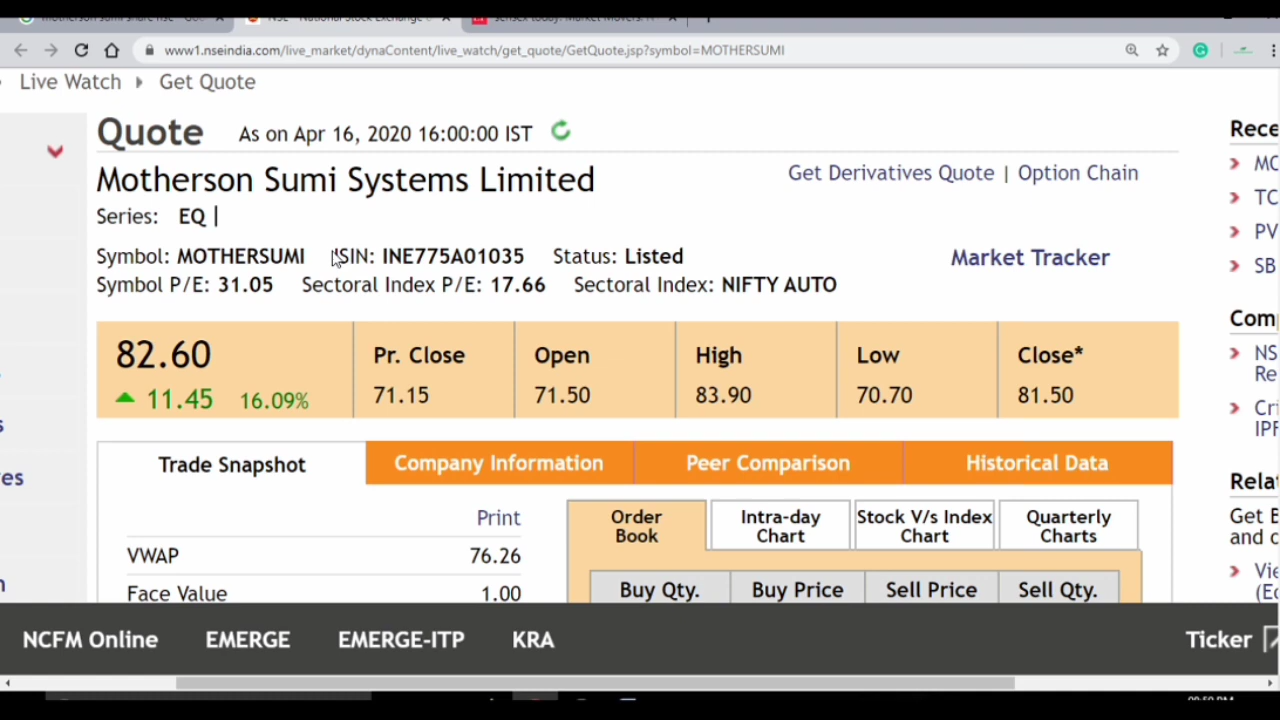 www1.nseindia.com/live_market/dynaContent/live_watch/get_quote/GetQuote.jsp?symbol=MOTHERSUMI
Live Watch Get Quote
Quote As on Apr 16, 2020 16:00:00 IST
Motherson Sumi Systems Limited
Get Derivatives Quote | Option Chain
Series: EQ |
Symbol: MOTHERSUMI ISIN: INE775A01035 Status: Listed
Market Tracker
Symbol P/E: 31.05 Sectoral Index P/E: 17.66 Sectoral Index: NIFTY AUTO
82.60 Pr. Close Open High Low Close*
11.45 16.09% 71.15 71.50 83.90 70.70 81.50
Trade Snapshot Company Information Peer Comparison Historical Data
Print
Order Book Intra-day Chart Stock V/s Index Chart Quarterly Charts
VWAP 76.26
Face Value 1.00
Buy Qty. Buy Price Sell Price Sell Qty.
NCFM Online EMERGE EMERGE-ITP KRA Ticker